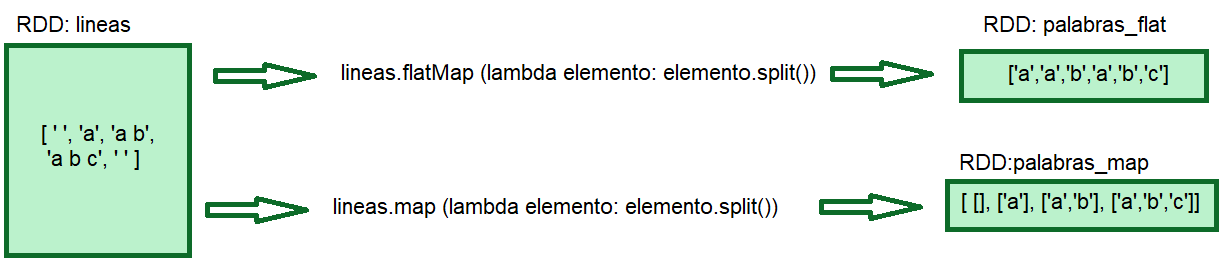 RDD: lineas
[ ' ', 'a', 'a b',
'a b c', ' ' ]
lineas.flatMap (lambda elemento: elemento.split())
RDD: palabras_flat
['a','a','b','a','b','c']
lineas.map (lambda elemento: elemento.split())
RDD:palabras_map
[ [], ['a'], ['a','b'], ['a','b','c']]